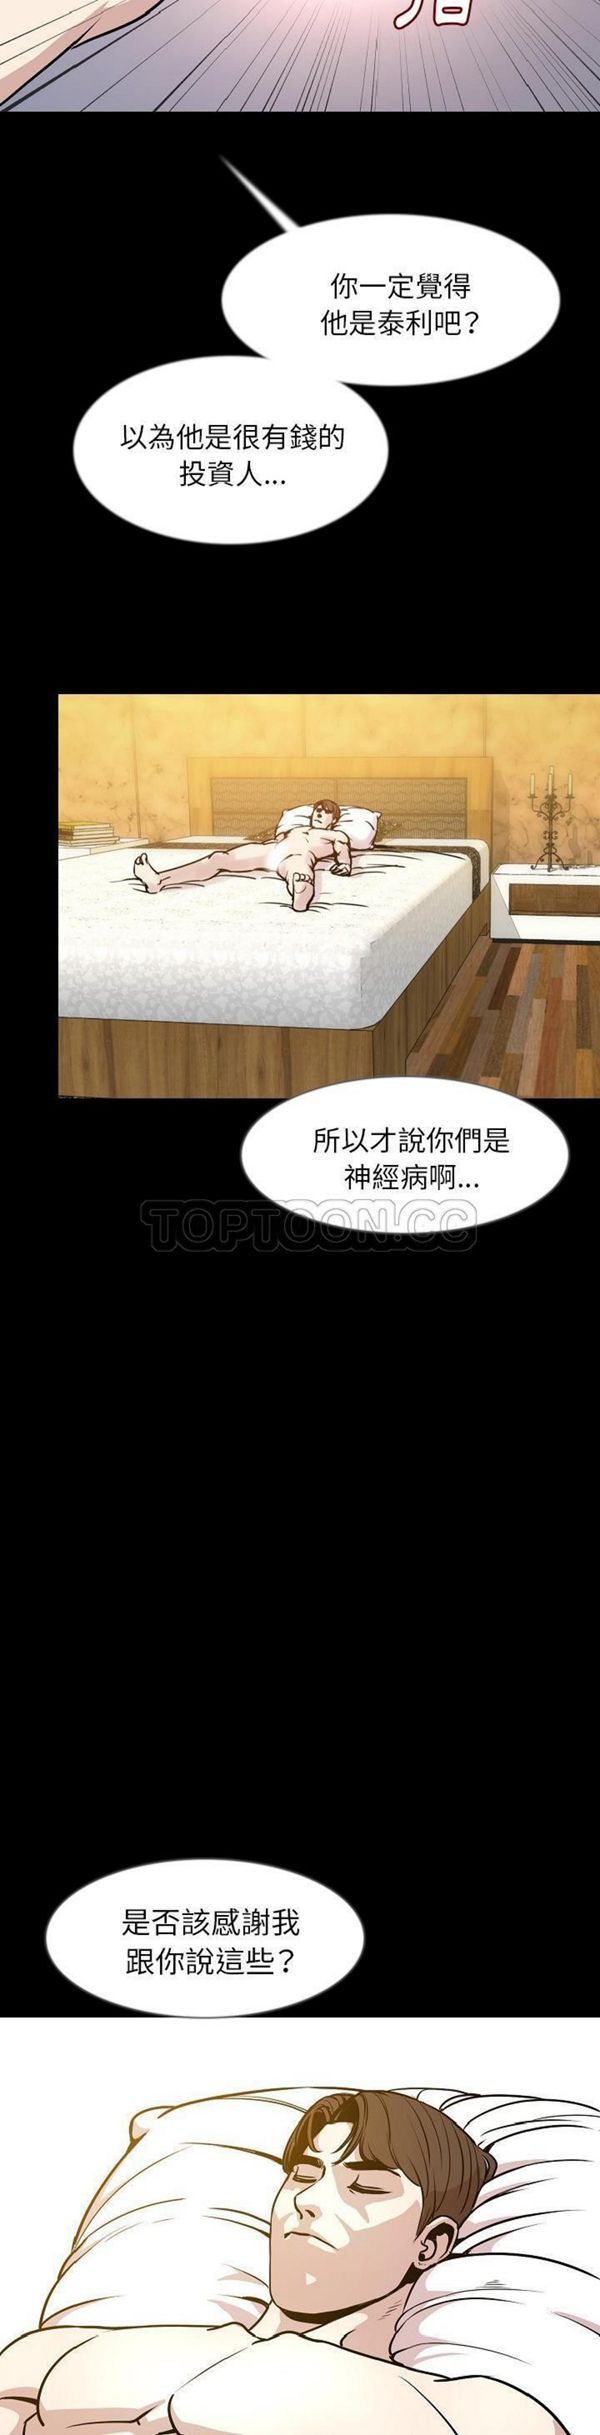 你一定覺得
他是泰利吧？
以為他是很有錢的
投資人…
所以才說你們是
神經病啊…
TOPTOON.CC
是否該感謝我
跟你說這些？